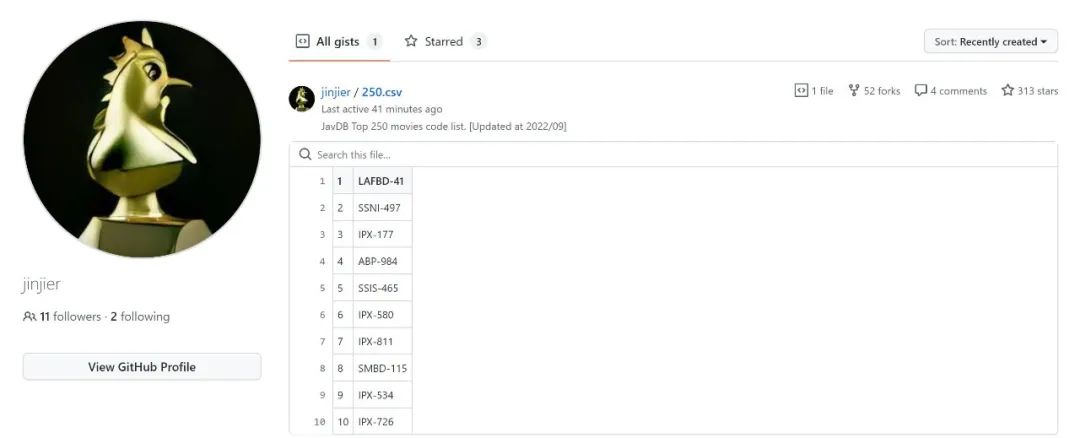 All gists 1 Starred 3 Sort: Recently created
jinjier / 250.csv 1 file 52 forks 4 comments 313 stars
Last active 41 minutes ago
JavDB Top 250 movies code list. [Updated at 2022/09]
Search this file...
1 1 LAFBD-41
2 2 SSNI-497
3 3 IPX-177
4 4 ABP-984
5 5 SSIS-465
6 6 IPX-580
7 7 IPX-811
8 8 SMBD-115
9 9 IPX-534
10 10 IPX-726
jinjier
11 followers · 2 following
View GitHub Profile